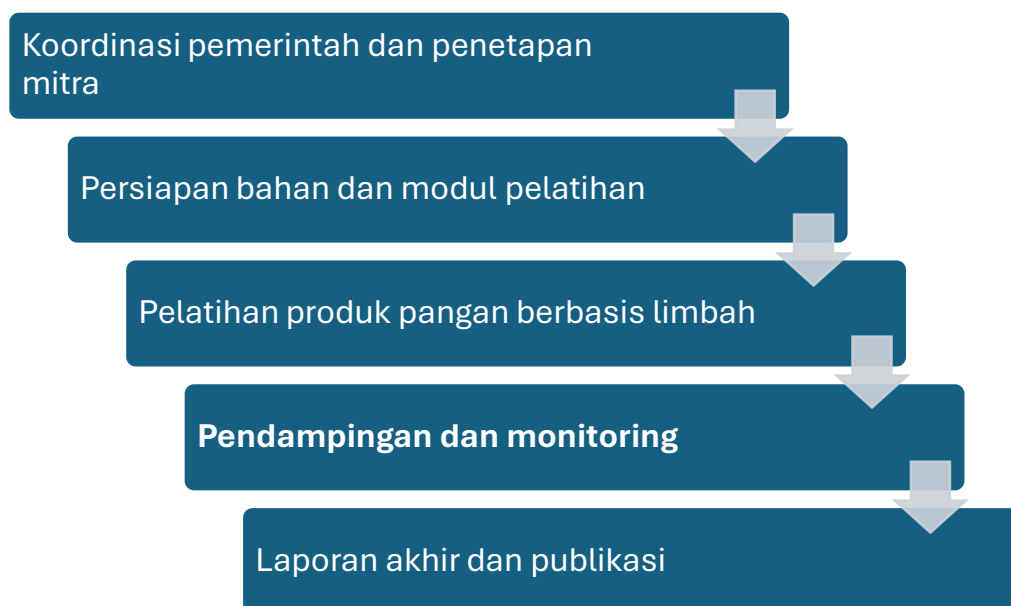 Koordinasi pemerintah dan penetapan
mitra
Persiapan bahan dan modul pelatihan
Pelatihan produk pangan berbasis limbah
Pendampingan dan monitoring
Laporan akhir dan publikasi